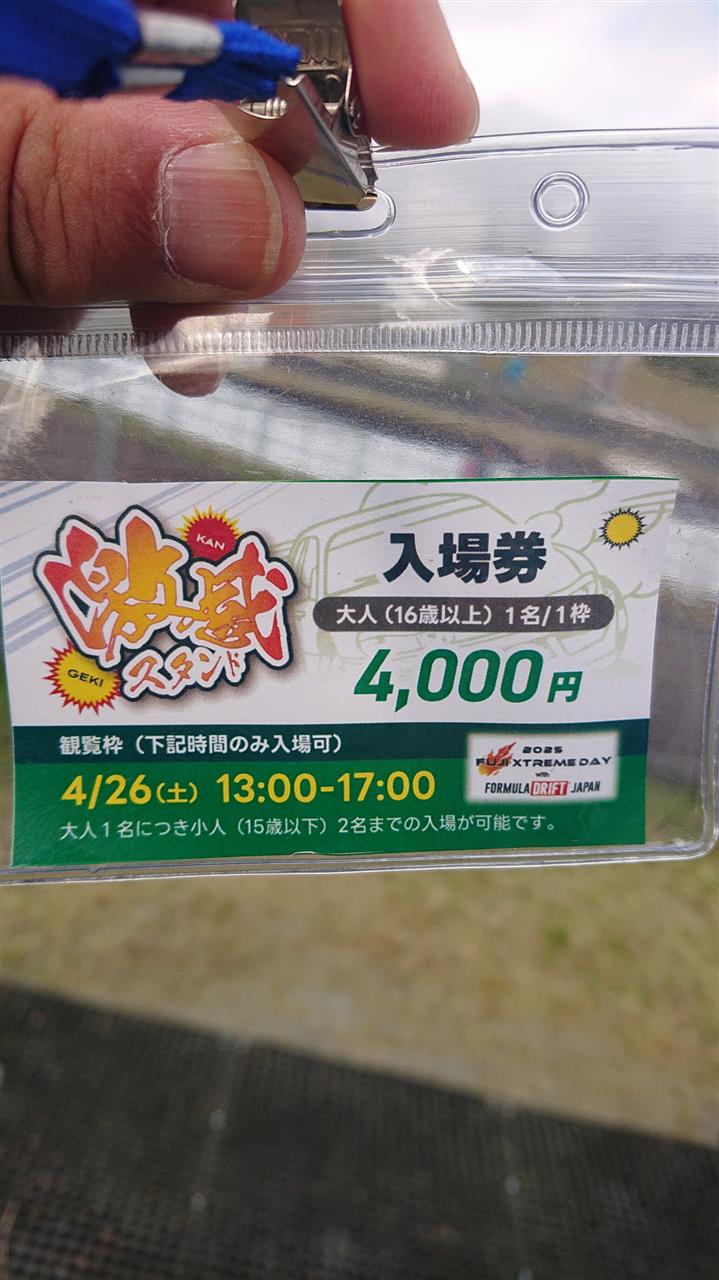 KAN
激感
GEKI
スタンド
入場券
大人（16歳以上）1名/1枠
4,000円
観覧枠（下記時間のみ入場可）
4/26(土) 13:00-17:00
大人1名につき小人（15歳以下）2名までの入場が可能です。
2025
FUJI XTREME DAY
with
FORMULA DRIFT JAPAN